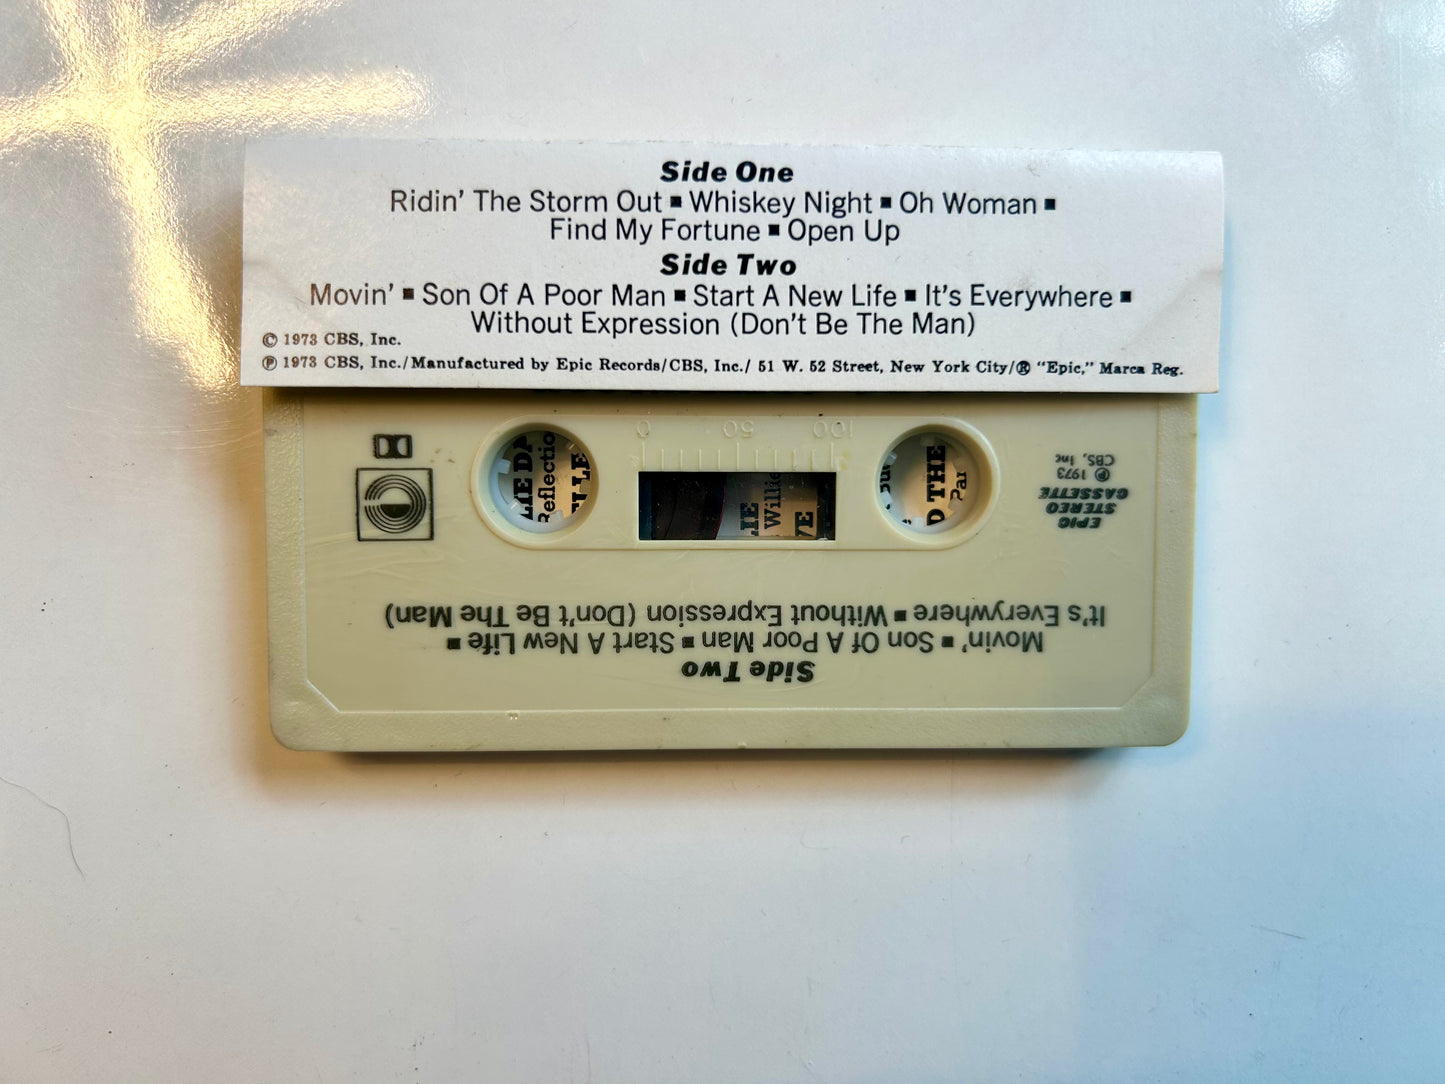 Side One
Ridin' The Storm Out ■ Whiskey Night ■ Oh Woman ■
Find My Fortune ■ Open Up
Side Two
Movin' ■ Son Of A Poor Man ■ Start A New Life ■ It's Everywhere ■
Without Expression (Don't Be The Man)
© 1973 CBS, Inc.
℗ 1973 CBS, Inc./Manufactured by Epic Records/CBS, Inc./ 51 W. 52 Street, New York City/® "Epic," Marca Reg.
Side Two
Movin' ■ Son Of A Poor Man ■ Start A New Life ■
It's Everywhere ■ Without Expression (Don't Be The Man)
EPIC
STEREO
CASSETTE
℗ 1973
CBS, Inc
100 50 0
Reflectio
Willie
THE
Par